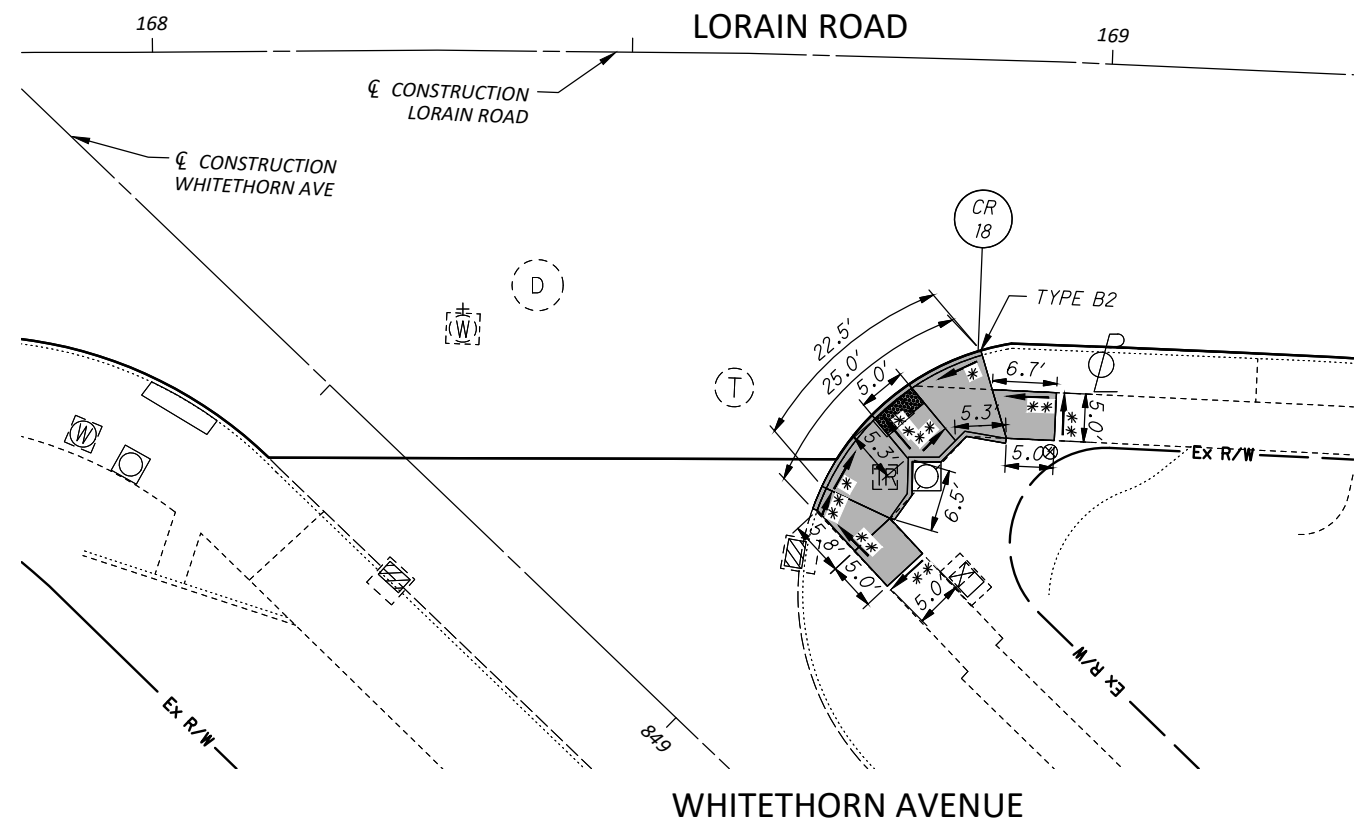 LORAIN ROAD
168
169
℄ CONSTRUCTION
LORAIN ROAD
℄ CONSTRUCTION
WHITETHORN AVE
CR
18
TYPE B2
D
(W)
T
22.5'
25.0'
5.0'
*
6.7'
**
**
5.0'
5.3'
***
5.0'
Ex R/W
5.3'
TR
6.5'
*
**
W
5.8'
**
5.0'
**
5.0'
Ex R/W
Ex R/W
849
WHITETHORN AVENUE